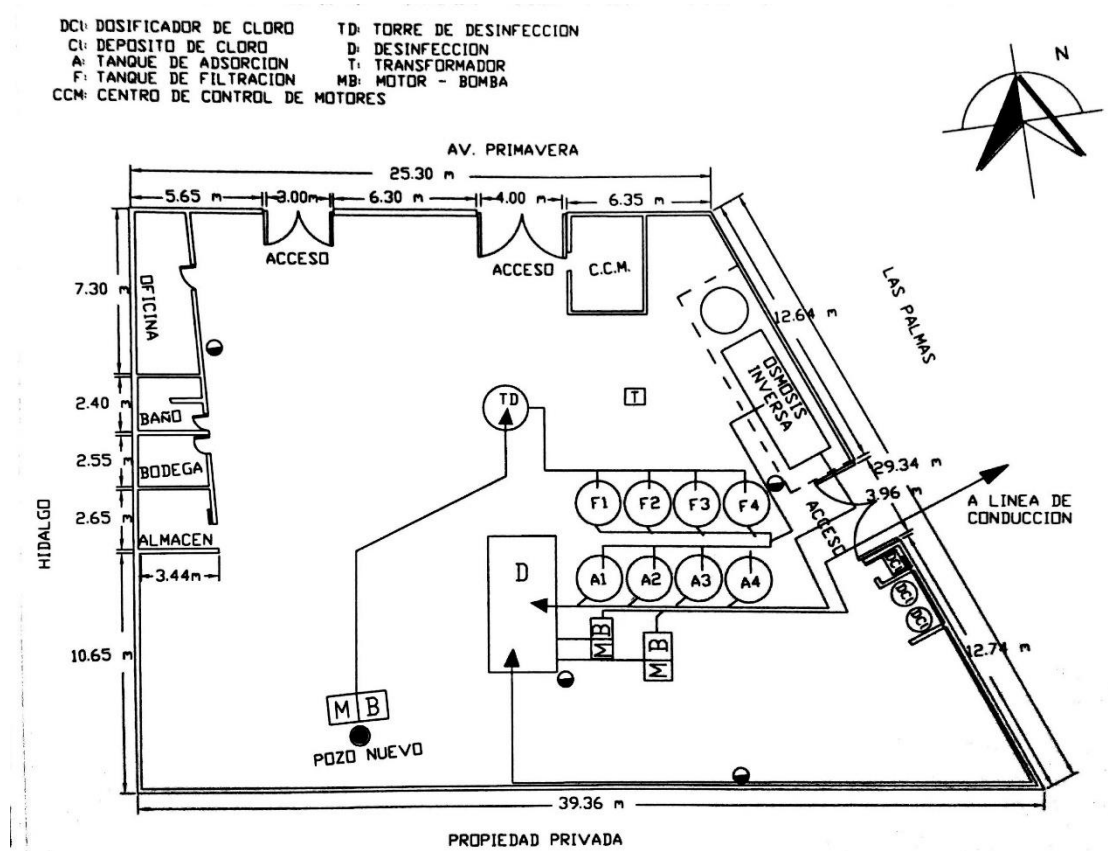 DCl: DOSIFICADOR DE CLORO
Cl: DEPOSITO DE CLORO
A: TANQUE DE ADSORCION
F: TANQUE DE FILTRACION
CCM: CENTRO DE CONTROL DE MOTORES
TD: TORRE DE DESINFECCION
D: DESINFECCION
T: TRANSFORMADOR
MB: MOTOR - BOMBA
N
AV. PRIMAVERA
25.30 m
5.65 m
3.00m
6.30 m
4.00 m
6.35 m
ACCESO
ACCESO
C.C.M.
7.30 m
OFICINA
LAS PALMAS
12.64 m
OSMOSIS
INVERSA
T
TD
2.40 m
BAÑO
2.55 m
BODEGA
2.65 m
ALMACEN
3.44m
HIDALGO
29.34 m
3.96 m
A LINEA DE
CONDUCCION
ACCESO
F1
F2
F3
F4
A1
A2
A3
A4
D
DCl
DCl
M B
M B
12.74 m
10.65 m
M B
POZO NUEVO
39.36 m
PROPIEDAD PRIVADA